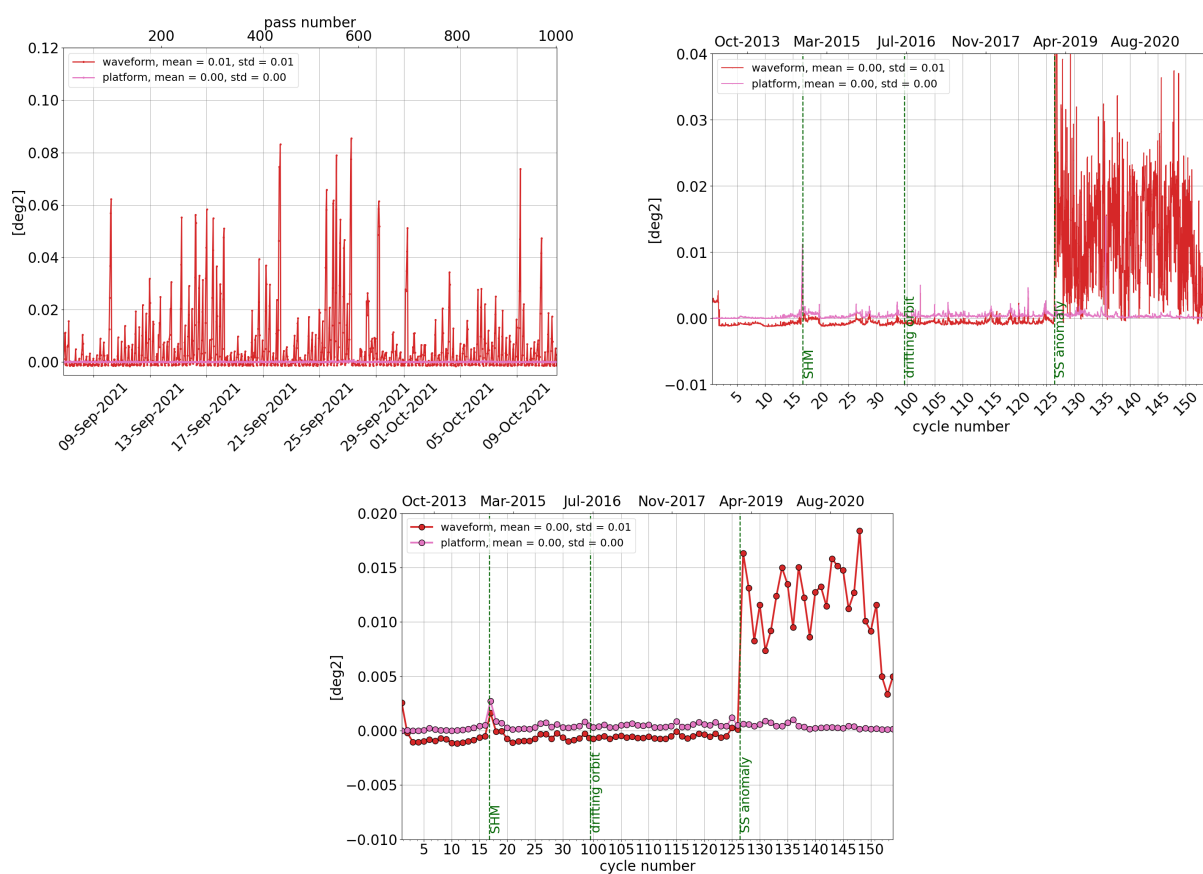 pass number
200 400 600 800 1000
0.12
0.10
0.08
0.06
0.04
0.02
0.00
[deg2]
waveform, mean = 0.01, std = 0.01
platform, mean = 0.00, std = 0.00
09-Sep-2021 13-Sep-2021 17-Sep-2021 21-Sep-2021 25-Sep-2021 29-Sep-2021 01-Oct-2021 05-Oct-2021 09-Oct-2021
Oct-2013 Mar-2015 Jul-2016 Nov-2017 Apr-2019 Aug-2020
0.04
0.03
0.02
0.01
0.00
−0.01
[deg2]
waveform, mean = 0.00, std = 0.01
platform, mean = 0.00, std = 0.00
SHM
drifting orbit
SS anomaly
5 10 15 20 25 30 100 105 110 115 120 125 126 130 135 140 145 150
cycle number
Oct-2013 Mar-2015 Jul-2016 Nov-2017 Apr-2019 Aug-2020
0.020
0.015
0.010
0.005
0.000
−0.005
−0.010
[deg2]
waveform, mean = 0.00, std = 0.01
platform, mean = 0.00, std = 0.00
SHM
drifting orbit
SS anomaly
5 10 15 20 25 30 100 105 110 115 120 125 126 130 135 140 145 150
cycle number